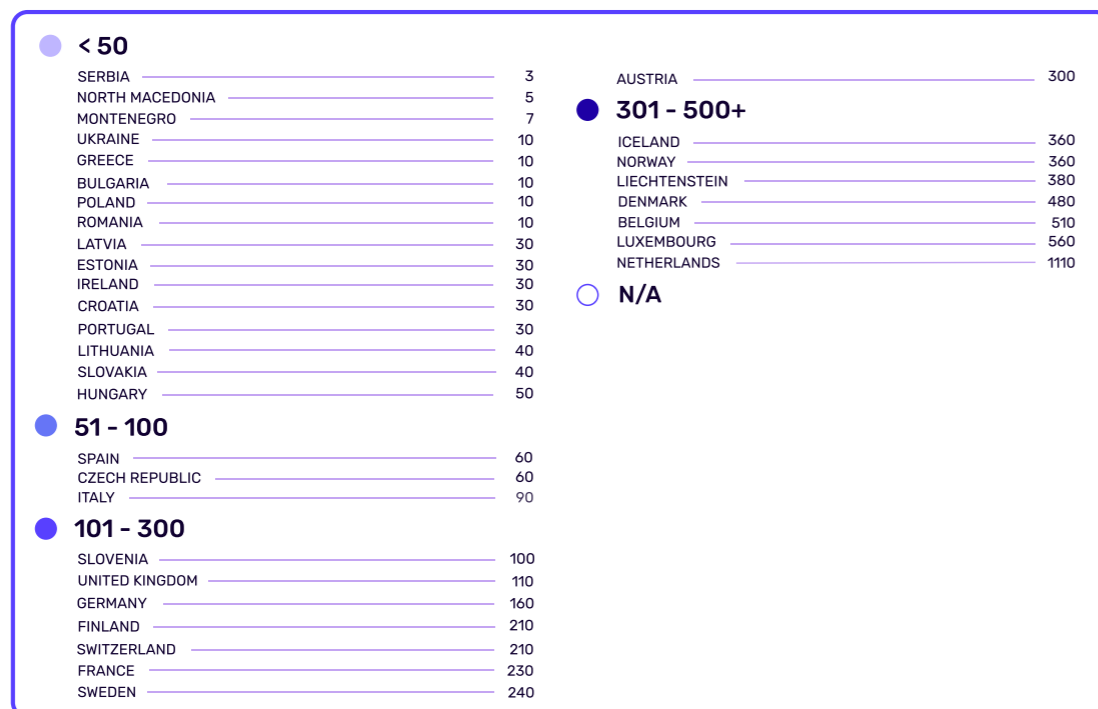 < 50
SERBIA 3
NORTH MACEDONIA 5
MONTENEGRO 7
UKRAINE 10
GREECE 10
BULGARIA 10
POLAND 10
ROMANIA 10
LATVIA 30
ESTONIA 30
IRELAND 30
CROATIA 30
PORTUGAL 30
LITHUANIA 40
SLOVAKIA 40
HUNGARY 50
51 - 100
SPAIN 60
CZECH REPUBLIC 60
ITALY 90
101 - 300
SLOVENIA 100
UNITED KINGDOM 110
GERMANY 160
FINLAND 210
SWITZERLAND 210
FRANCE 230
SWEDEN 240
AUSTRIA 300
301 - 500+
ICELAND 360
NORWAY 360
LIECHTENSTEIN 380
DENMARK 480
BELGIUM 510
LUXEMBOURG 560
NETHERLANDS 1110
N/A